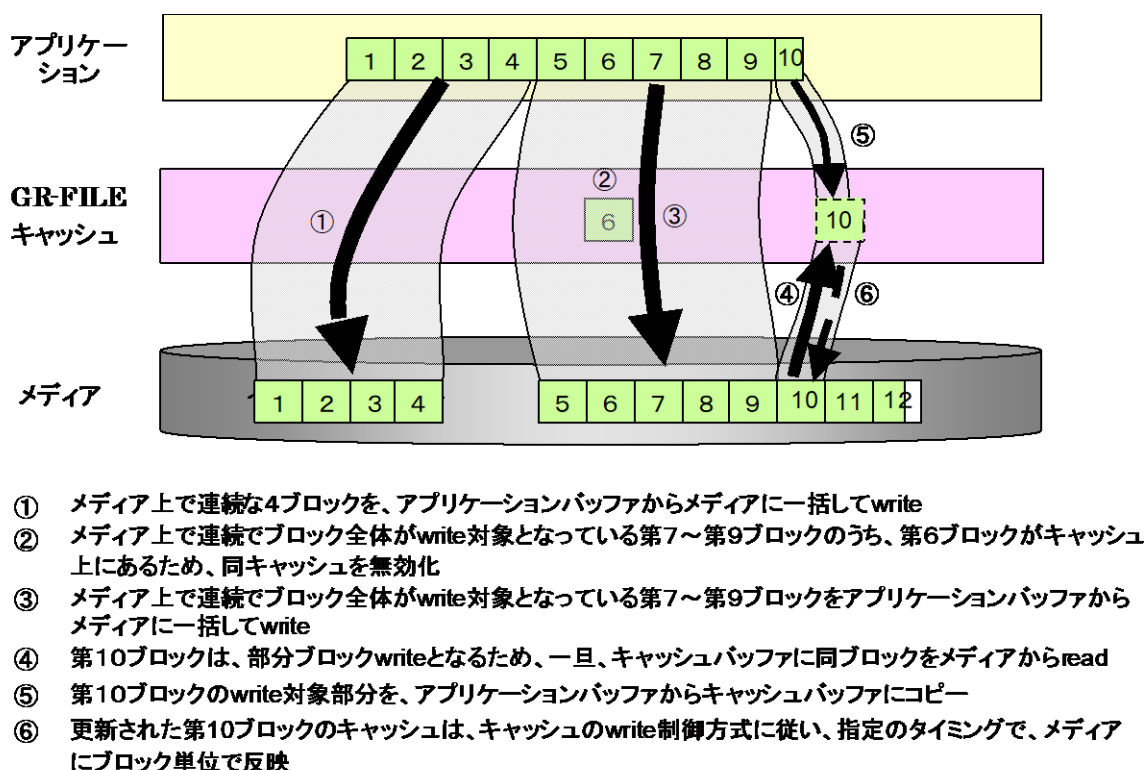 アプリケー
ション
1 2 3 4 5 6 7 8 9 10
⑤
GR-FILE
キャッシュ
①
②
6
③
10
④
⑥
メディア
1 2 3 4
5 6 7 8 9 10 11 12
① メディア上で連続な4ブロックを、アプリケーションバッファからメディアに一括してwrite
② メディア上で連続でブロック全体がwrite対象となっている第7～第9ブロックのうち、第6ブロックがキャッシュ
上にあるため、同キャッシュを無効化
③ メディア上で連続でブロック全体がwrite対象となっている第7～第9ブロックをアプリケーションバッファから
メディアに一括してwrite
④ 第10ブロックは、部分ブロックwriteとなるため、一旦、キャッシュバッファに同ブロックをメディアからread
⑤ 第10ブロックのwrite対象部分を、アプリケーションバッファからキャッシュバッファにコピー
⑥ 更新された第10ブロックのキャッシュは、キャッシュのwrite制御方式に従い、指定のタイミングで、メディア
にブロック単位で反映